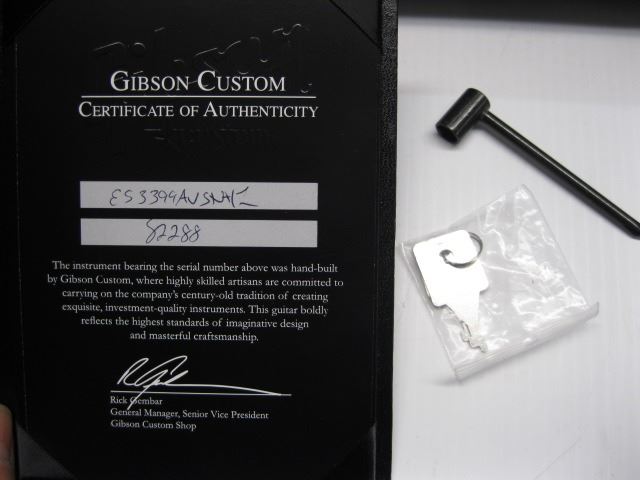 GIBSON CUSTOM
CERTIFICATE OF AUTHENTICITY
82288
The instrument bearing the serial number above was hand-built
by Gibson Custom, where highly skilled artisans are committed to
carrying on the company's century-old tradition of creating
exquisite, investment-quality instruments. This guitar boldly
reflects the highest standards of imaginative design
and masterful craftsmanship.
Rick Gembar
General Manager, Senior Vice President
Gibson Custom Shop